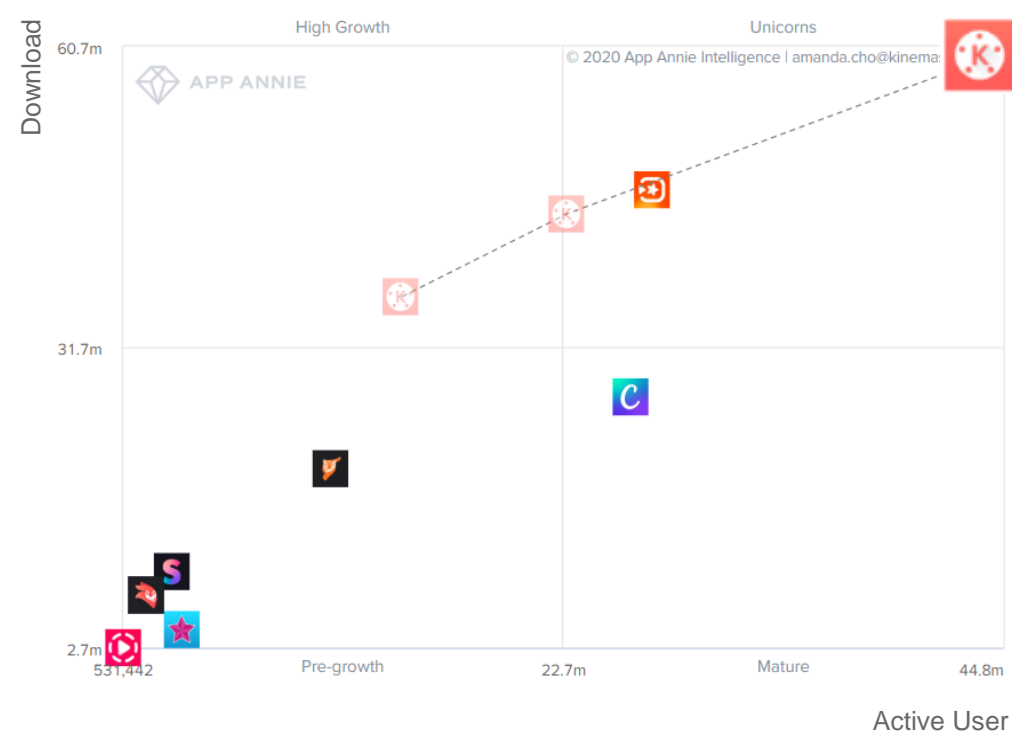 Download
High Growth
Unicorns
60.7m
© 2020 App Annie Intelligence | amanda.cho@kinemas
APP ANNIE
K
K
K
31.7m
C
S
2.7m
531,442
Pre-growth
22.7m
Mature
44.8m
Active User